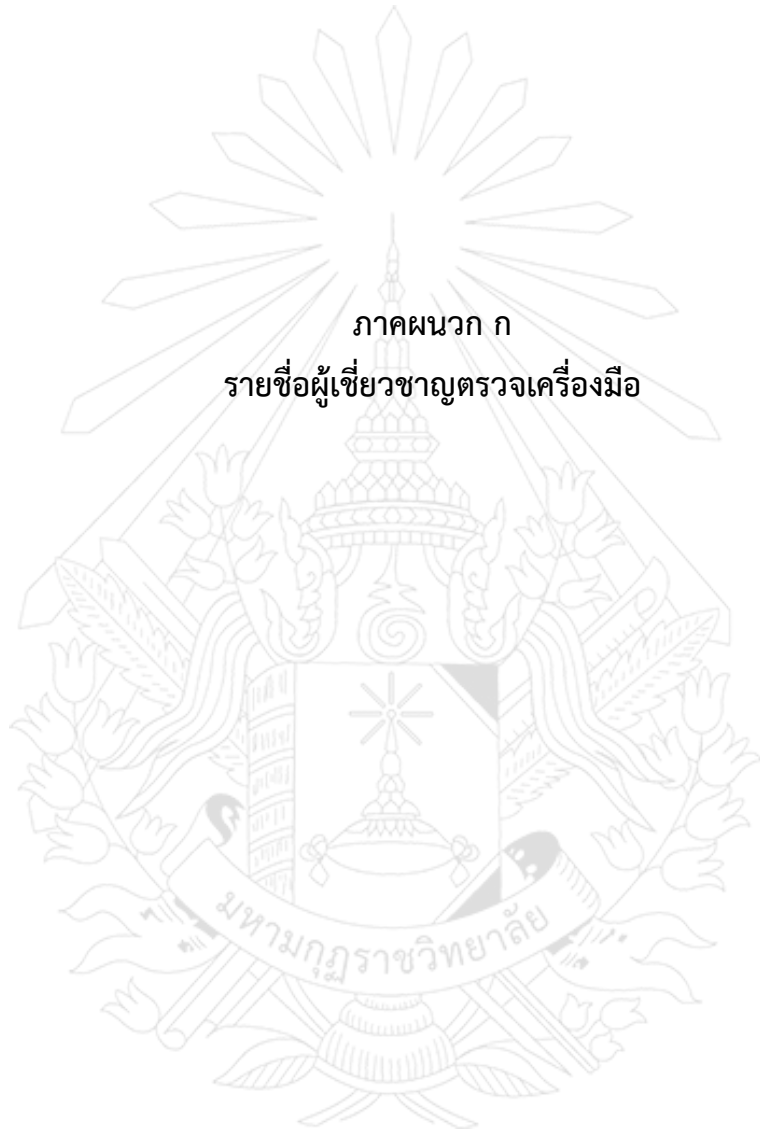 ภาคผนวก ก
รายชื่อผู้เชี่ยวชาญตรวจเครื่องมือ
มหามกุฏราชวิทยาลัย